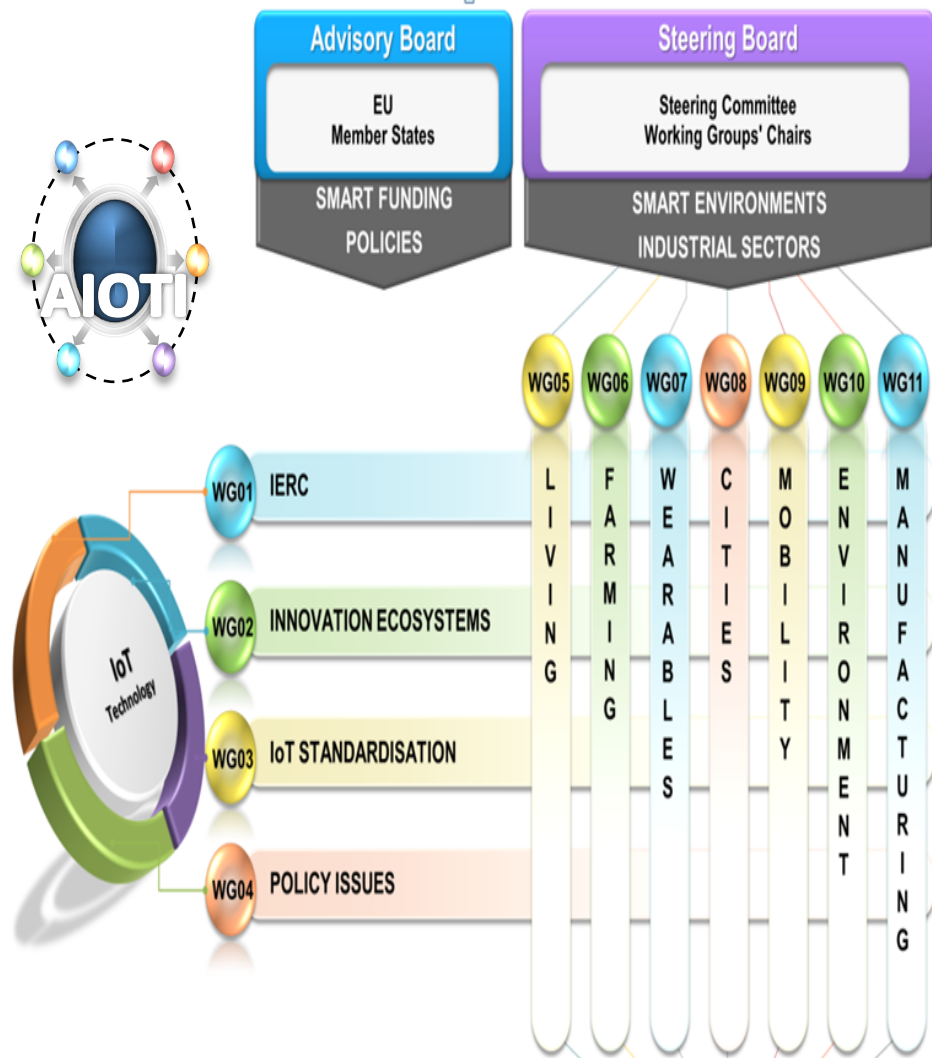 Advisory Board
EU
Member States
SMART FUNDING
POLICIES
Steering Board
Steering Committee
Working Groups' Chairs
SMART ENVIRONMENTS
INDUSTRIAL SECTORS
AIOTI
WG05
WG06
WG07
WG08
WG09
WG10
WG11
LIVING
FARMING
WEARABLES
CITIES
MOBILITY
ENVIRONMENT
MANUFACTURING
WG01
IERC
WG02
INNOVATION ECOSYSTEMS
WG03
IoT STANDARDISATION
WG04
POLICY ISSUES
IoT
Technology